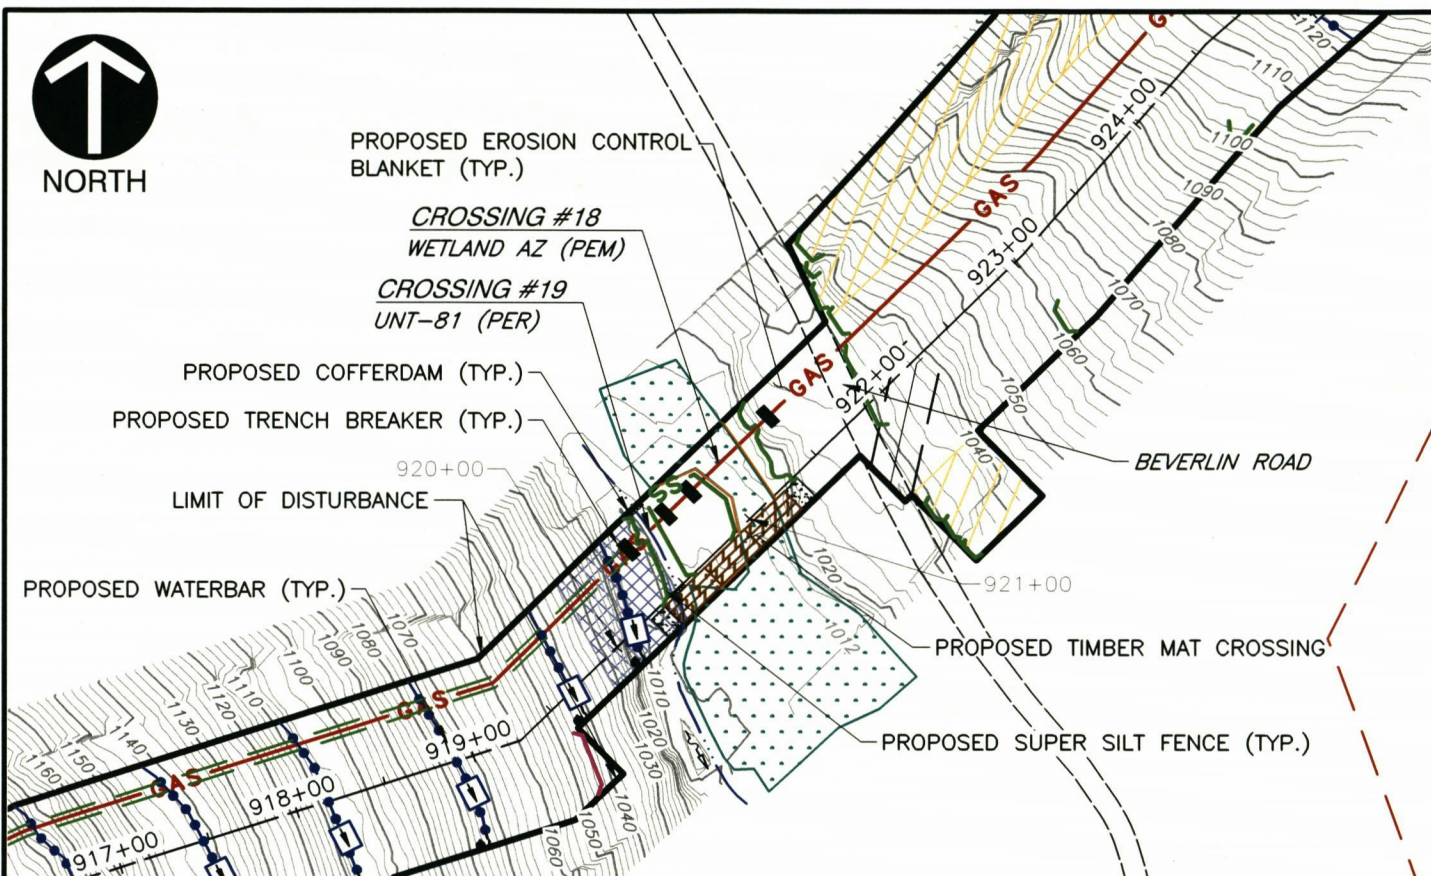 NORTH
PROPOSED EROSION CONTROL
BLANKET (TYP.)
CROSSING #18
WETLAND AZ (PEM)
CROSSING #19
UNT-81 (PER)
PROPOSED COFFERDAM (TYP.)
PROPOSED TRENCH BREAKER (TYP.)
920+00
LIMIT OF DISTURBANCE
PROPOSED WATERBAR (TYP.)
BEVERLIN ROAD
921+00
PROPOSED TIMBER MAT CROSSING
PROPOSED SUPER SILT FENCE (TYP.)
GAS
GAS
GAS
GAS
917+00
918+00
919+00
922+00
923+00
924+00
1160
1150
1140
1130
1120
1110
1100
1090
1080
1070
1010
1020
1030
1040
1050
1060
1012
1020
1040
1050
1060
1070
1080
1090
1100
1110
1120
SS